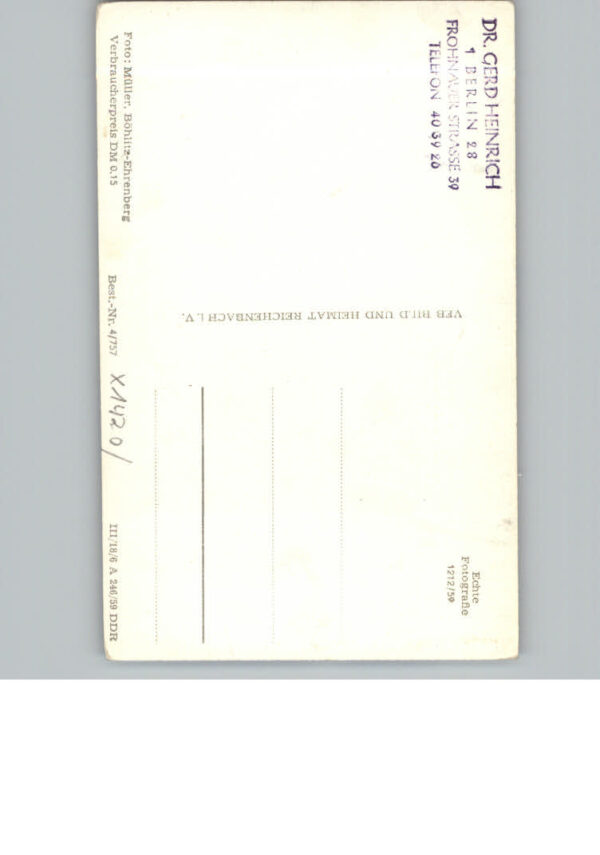 DR. GERD HEINRICH
1 BERLIN 28
FROHNAUER STRASSE 39
TELEFON 40 39 20
VEB BILD UND HEIMAT REICHENBACH i. V.
Echte
Fotografie
1212/59
Foto: Müller, Böhlitz-Ehrenberg
Verbraucherpreis DM 0,15
Best.-Nr. 4/757
X1420/
III/18/6 A 246/59 DDR